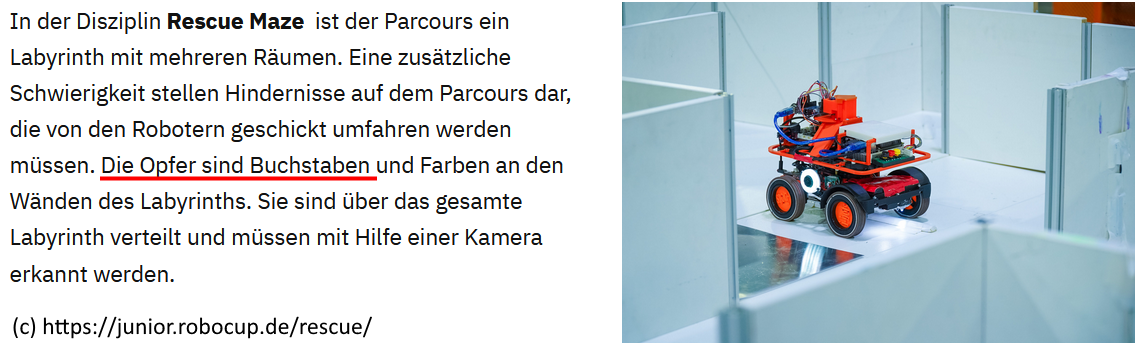 In der Disziplin Rescue Maze ist der Parcours ein
Labyrinth mit mehreren Räumen. Eine zusätzliche
Schwierigkeit stellen Hindernisse auf dem Parcours dar,
die von den Robotern geschickt umfahren werden
müssen. Die Opfer sind Buchstaben und Farben an den
Wänden des Labyrinths. Sie sind über das gesamte
Labyrinth verteilt und müssen mit Hilfe einer Kamera
erkannt werden.
(c) https://junior.robocup.de/rescue/